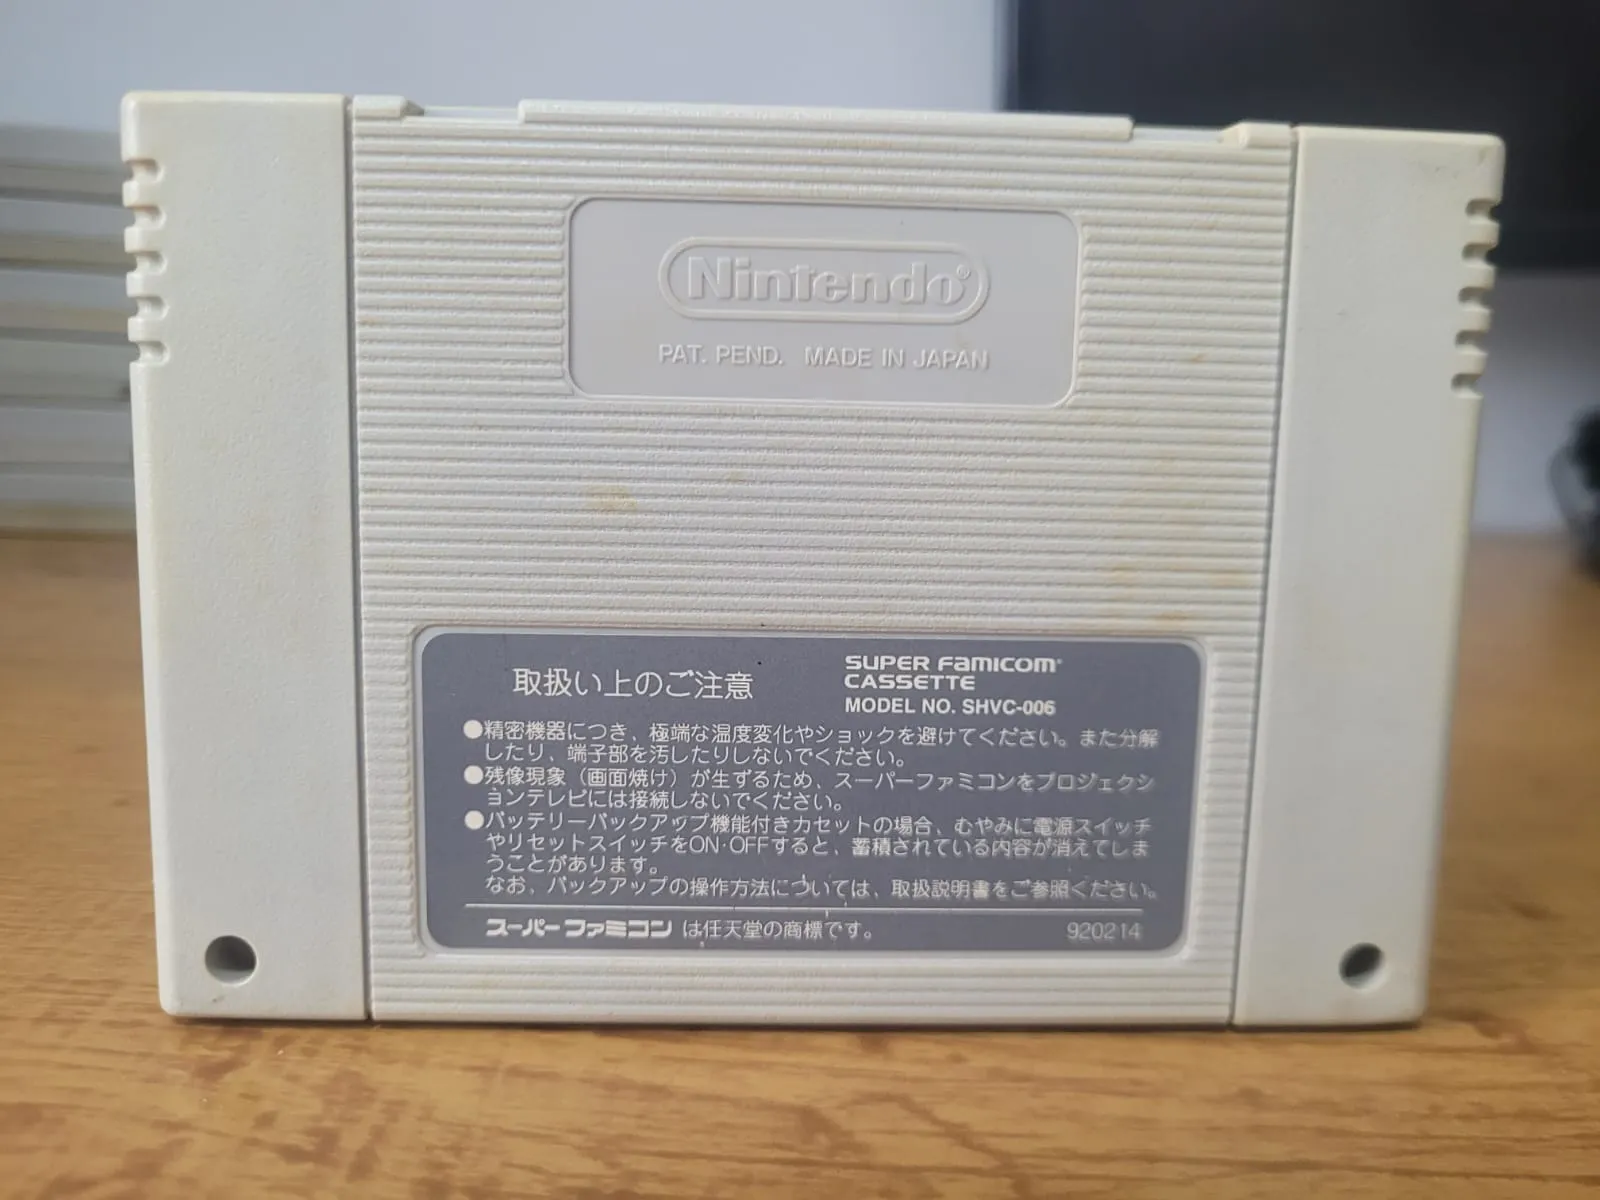 Nintendo®
PAT. PEND. MADE IN JAPAN
取扱い上のご注意
SUPER FAMICOM®
CASSETTE
MODEL NO. SHVC-006
●精密機器につき、極端な温度変化やショックを避けてください。また分解
したり、端子部を汚したりしないでください。
●残像現象（画面焼け）が生ずるため、スーパーファミコンをプロジェクシ
ョンテレビには接続しないでください。
●バッテリーバックアップ機能付きカセットの場合、むやみに電源スイッチ
やリセットスイッチをON・OFFすると、蓄積されている内容が消えてしま
うことがあります。
なお、バックアップの操作方法については、取扱説明書をご参照ください。
スーパーファミコン は任天堂の商標です。
920214